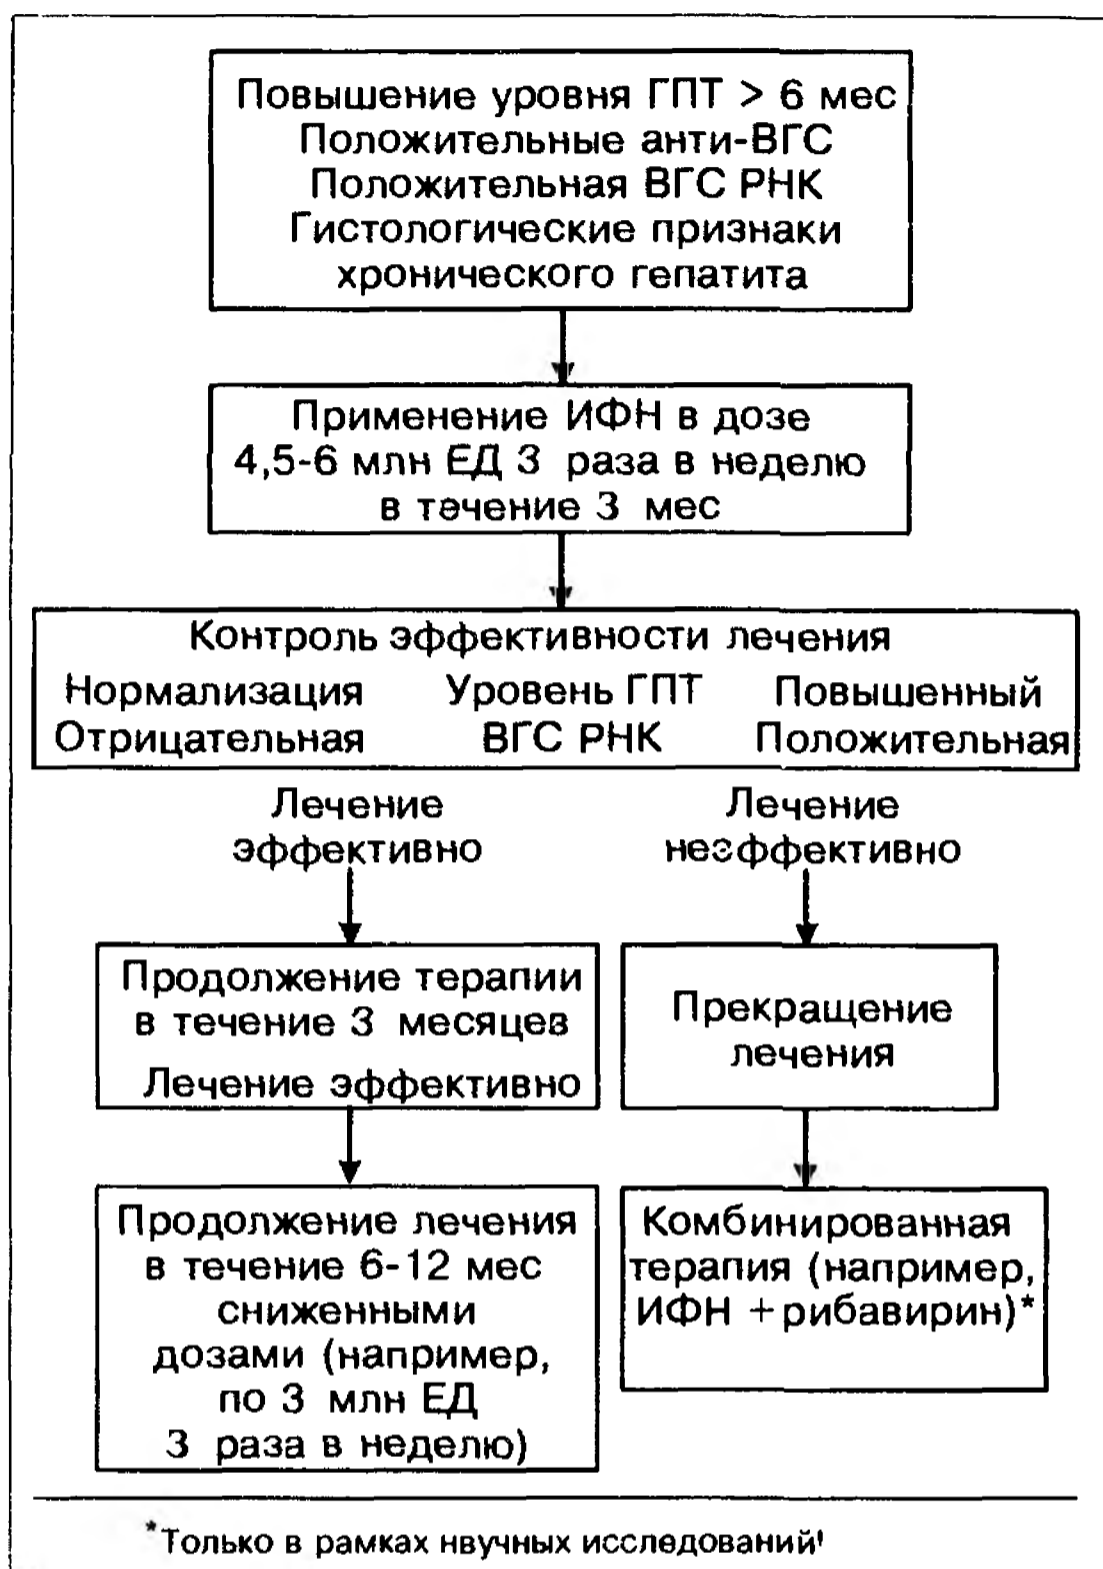 Повышение уровня ГПТ > 6 мес
Положительные анти-ВГС
Положительная ВГС РНК
Гистологические признаки
хронического гепатита
Применение ИФН в дозе
4,5-6 млн ЕД 3 раза в неделю
в течение 3 мес
Контроль эффективности лечения
Нормализация Уровень ГПТ Повышенный
Отрицательная ВГС РНК Положительная
Лечение
эффективно
Лечение
неэффективно
Продолжение терапии
в течение 3 месяцев
Лечение эффективно
Прекращение
лечения
Продолжение лечения
в течение 6-12 мес
сниженными
дозами (например,
по 3 млн ЕД
3 раза в неделю)
Комбинированная
терапия (например,
ИФН + рибавирин)*
*Только в рамках нвучных исследований